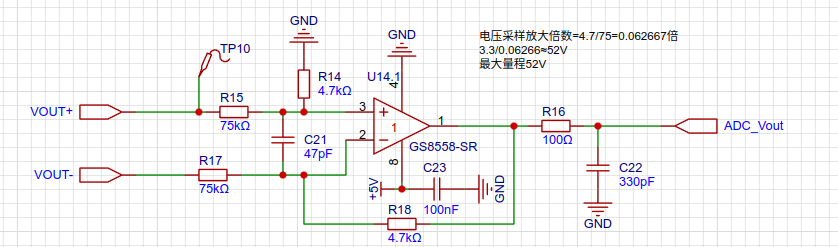 电压采样放大倍数=4.7/75=0.062667倍
3.3/0.06266≈52V
最大量程52V
GND
TP10
GND
R14
4.7kΩ
U14.1
4
VOUT+
R15
75kΩ
3
1
1
2
GS8558-SR
R16
100Ω
ADC_Vout
C21
47pF
VOUT-
R17
75kΩ
8
+5V
C23
100nF
GND
C22
330pF
GND
R18
4.7kΩ